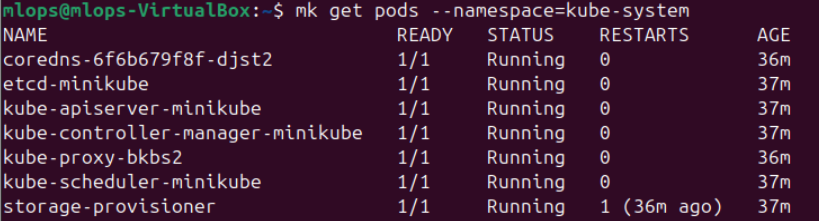 mlops@mlops-VirtualBox:~$ mk get pods --namespace=kube-system
NAME READY STATUS RESTARTS AGE
coredns-6f6b679f8f-djst2 1/1 Running 0 36m
etcd-minikube 1/1 Running 0 37m
kube-apiserver-minikube 1/1 Running 0 37m
kube-controller-manager-minikube 1/1 Running 0 37m
kube-proxy-bkbs2 1/1 Running 0 36m
kube-scheduler-minikube 1/1 Running 0 37m
storage-provisioner 1/1 Running 1 (36m ago) 37m